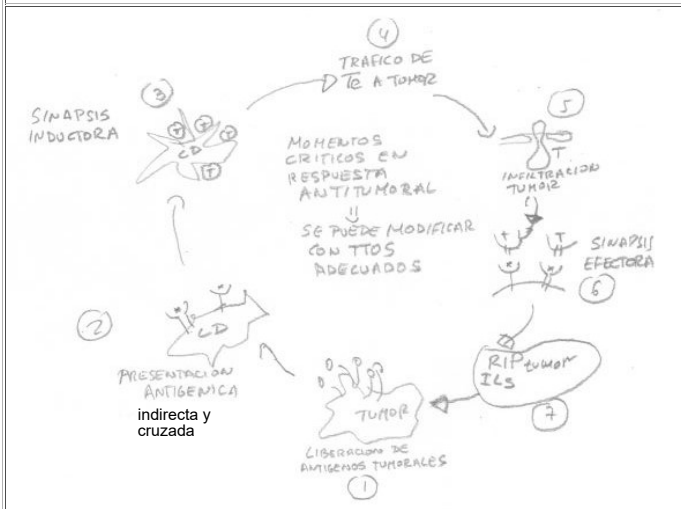 4
TRAFICO DE
Te A TUMOR
3
SINAPSIS
INDUCTORA
T
T
T
T
CD
5
T
INFILTRACION
TUMOR
MOMENTOS
CRITICOS EN
RESPUESTA
ANTITUMORAL
SE PUEDE MODIFICAR
CON TTOS
ADECUADOS
T
T
SINAPSIS
EFECTORA
6
2
CD
PRESENTACION
ANTIGENICA
indirecta y
cruzada
RIP tumor
ILs
7
TUMOR
LIBERACION DE
ANTIGENOS TUMORALES
1